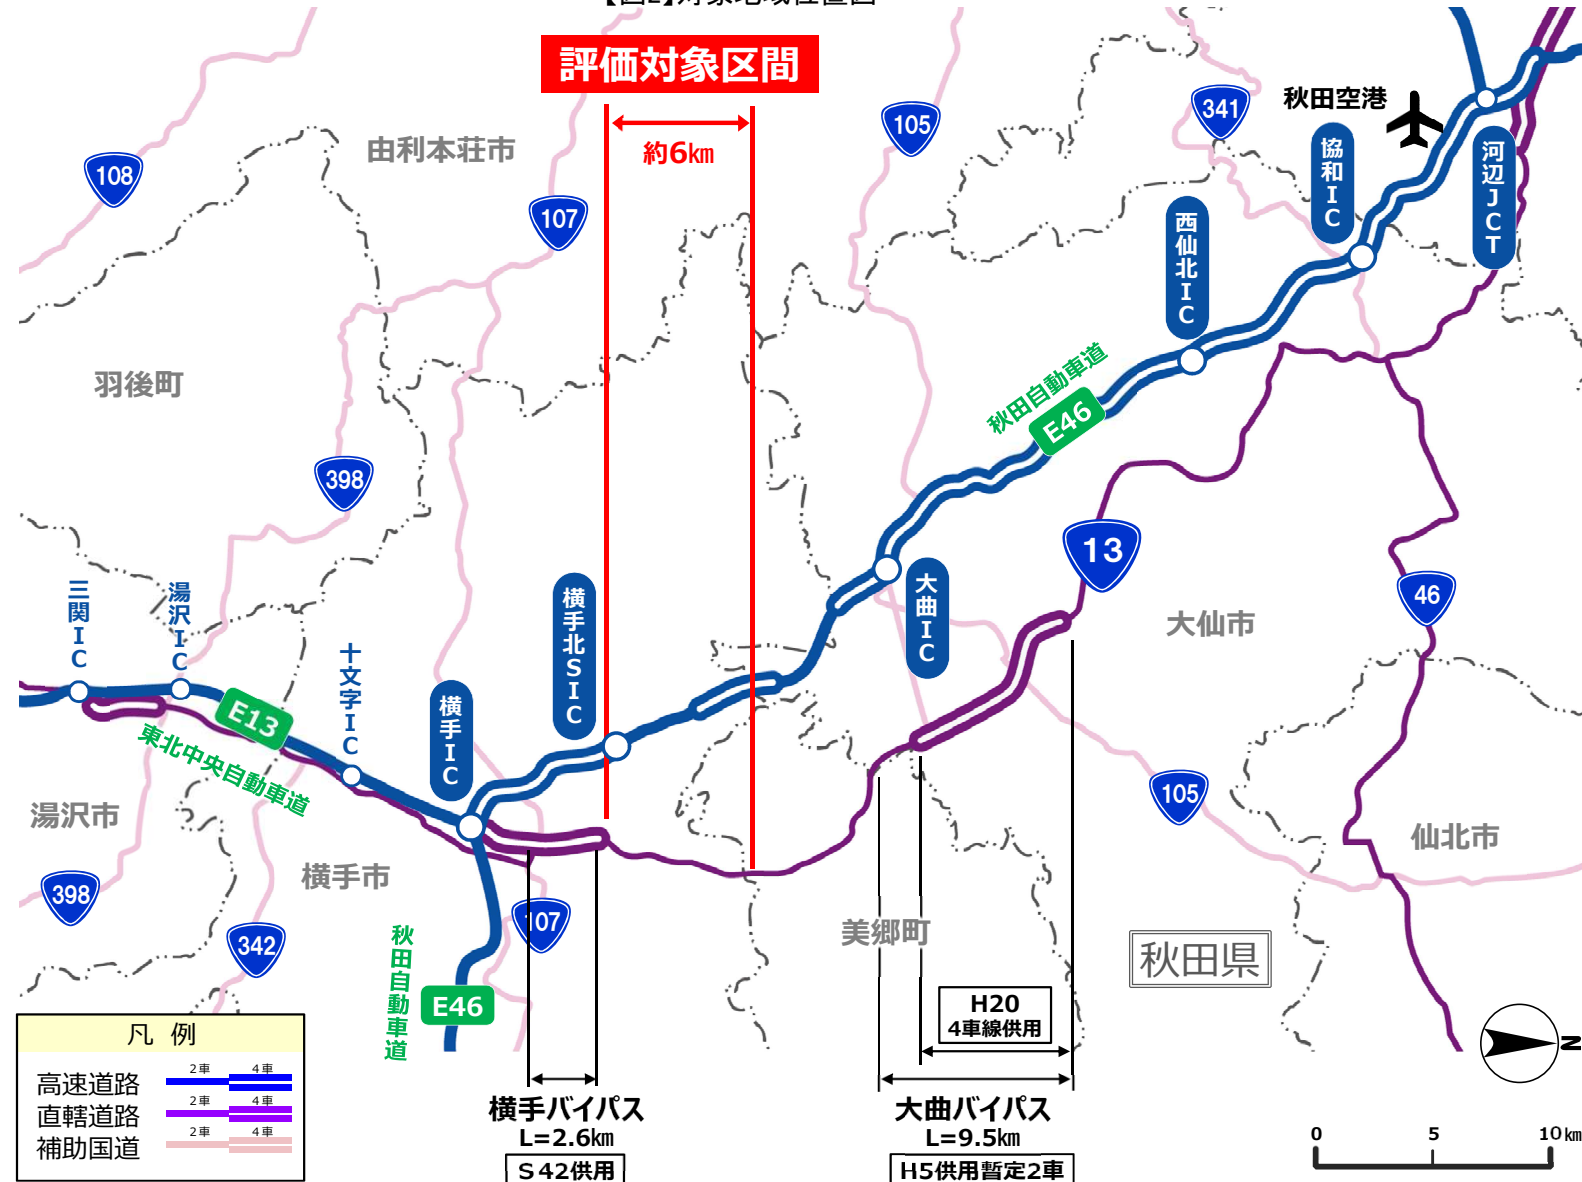 【図2】対象地域位置図
評価対象区間
約6㎞
由利本荘市
羽後町
108
107
105
341
秋田空港
協和IC
河辺JCT
西仙北IC
秋田自動車道
E46
398
13
46
大仙市
三関IC
湯沢IC
十文字IC
横手IC
横手北SIC
大曲IC
E13
東北中央自動車道
湯沢市
横手市
398
342
107
秋田自動車道
E46
美郷町
105
仙北市
秋田県
H20
4車線供用
横手バイパス
L=2.6㎞
S42供用
大曲バイパス
L=9.5㎞
H5供用暫定2車
凡 例
高速道路
2車
4車
直轄道路
2車
4車
補助国道
2車
4車
N
0
5
10㎞